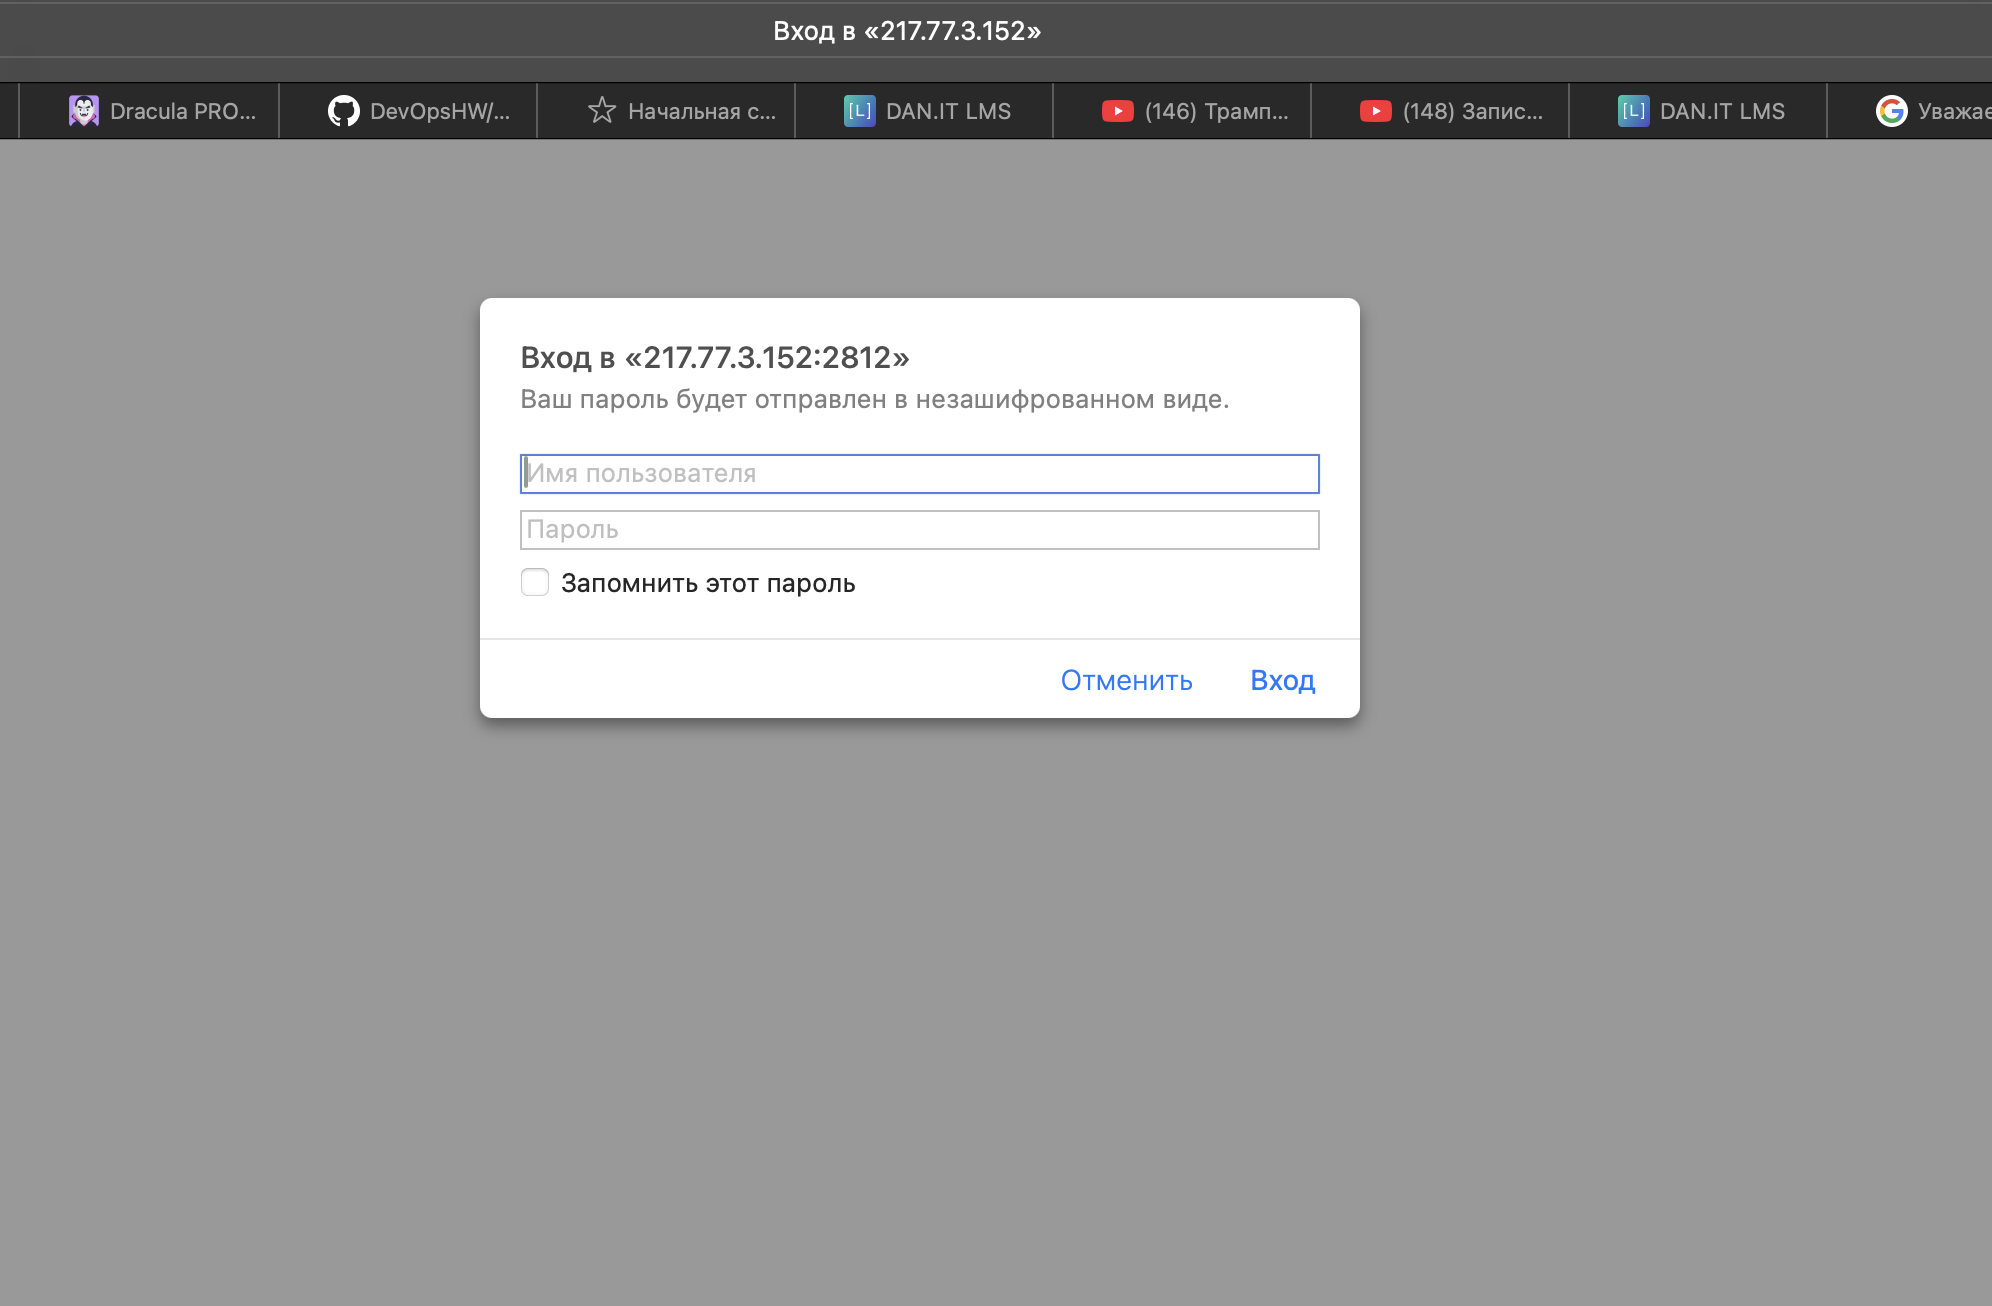 Вход в «217.77.3.152»
Dracula PRO...
DevOpsHW/...
Начальная с...
[L] DAN.IT LMS
(146) Трамп...
(148) Запис...
[L] DAN.IT LMS
Уважае
Вход в «217.77.3.152:2812»
Ваш пароль будет отправлен в незашифрованном виде.
Имя пользователя
Пароль
Запомнить этот пароль
Отменить Вход